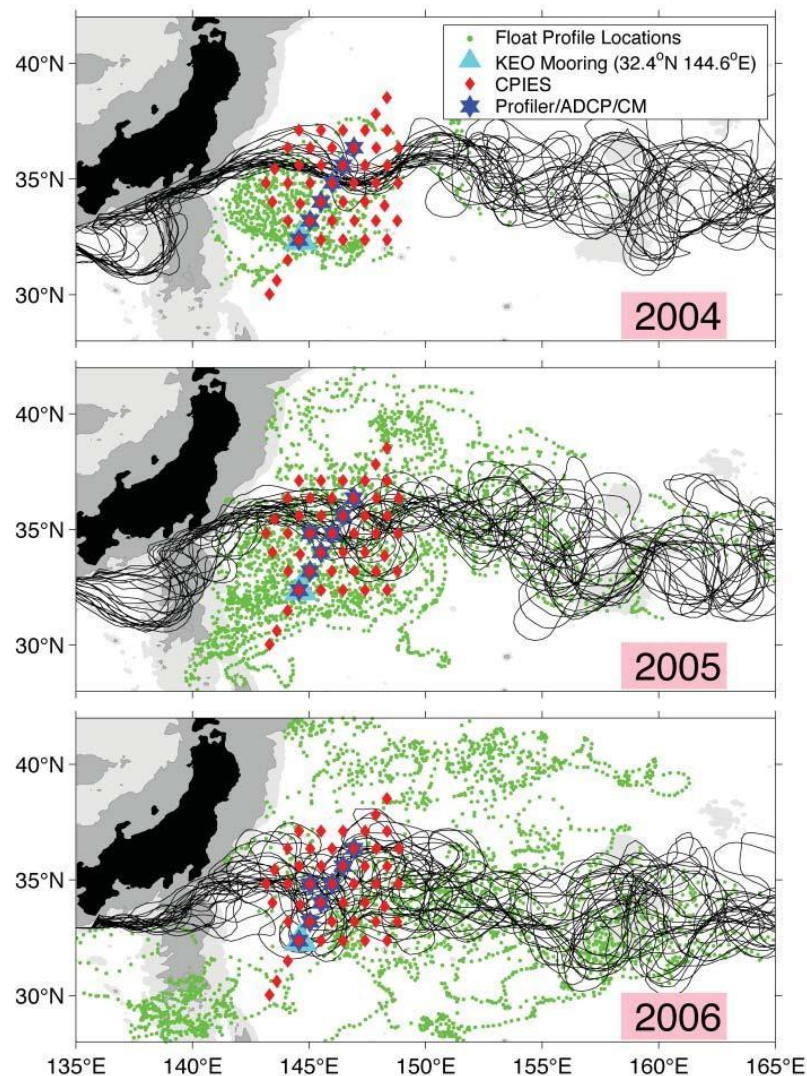 Float Profile Locations
KEO Mooring (32.4°N 144.6°E)
CPIES
Profiler/ADCP/CM
40°N
35°N
30°N
2004
40°N
35°N
30°N
2005
40°N
35°N
30°N
2006
135°E 140°E 145°E 150°E 155°E 160°E 165°E